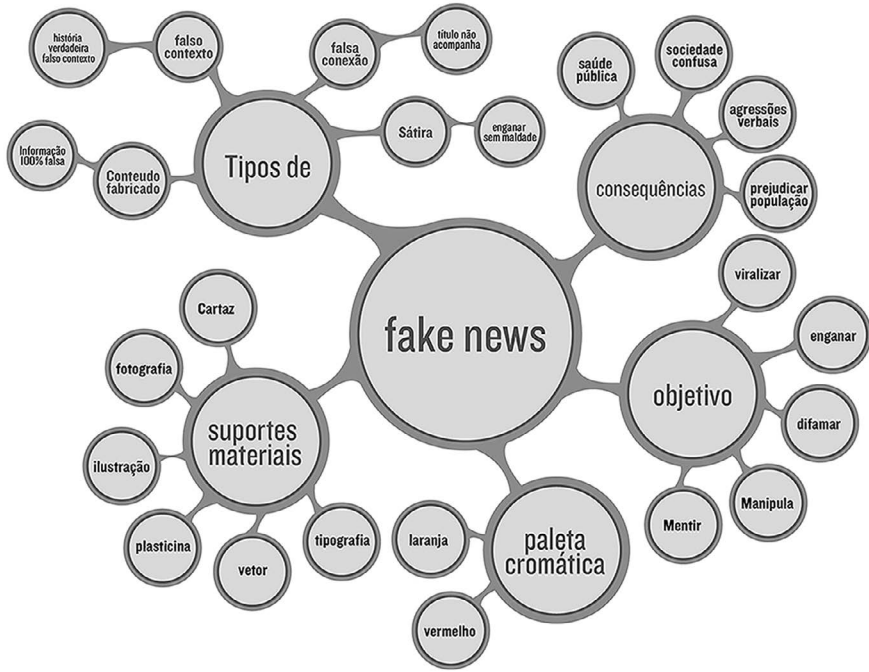 fake news
Tipos de
falso
contexto
história
verdadeira
falso contexto
falsa
conexão
título não
acompanha
Sátira
enganar
sem maldade
Conteudo
fabricado
Informação
100% falsa
consequências
saúde
pública
sociedade
confusa
agressões
verbais
prejudicar
população
objetivo
viralizar
enganar
difamar
Manipula
Mentir
paleta
cromática
laranja
vermelho
suportes
materiais
Cartaz
fotografia
ilustração
plasticina
vetor
tipografia